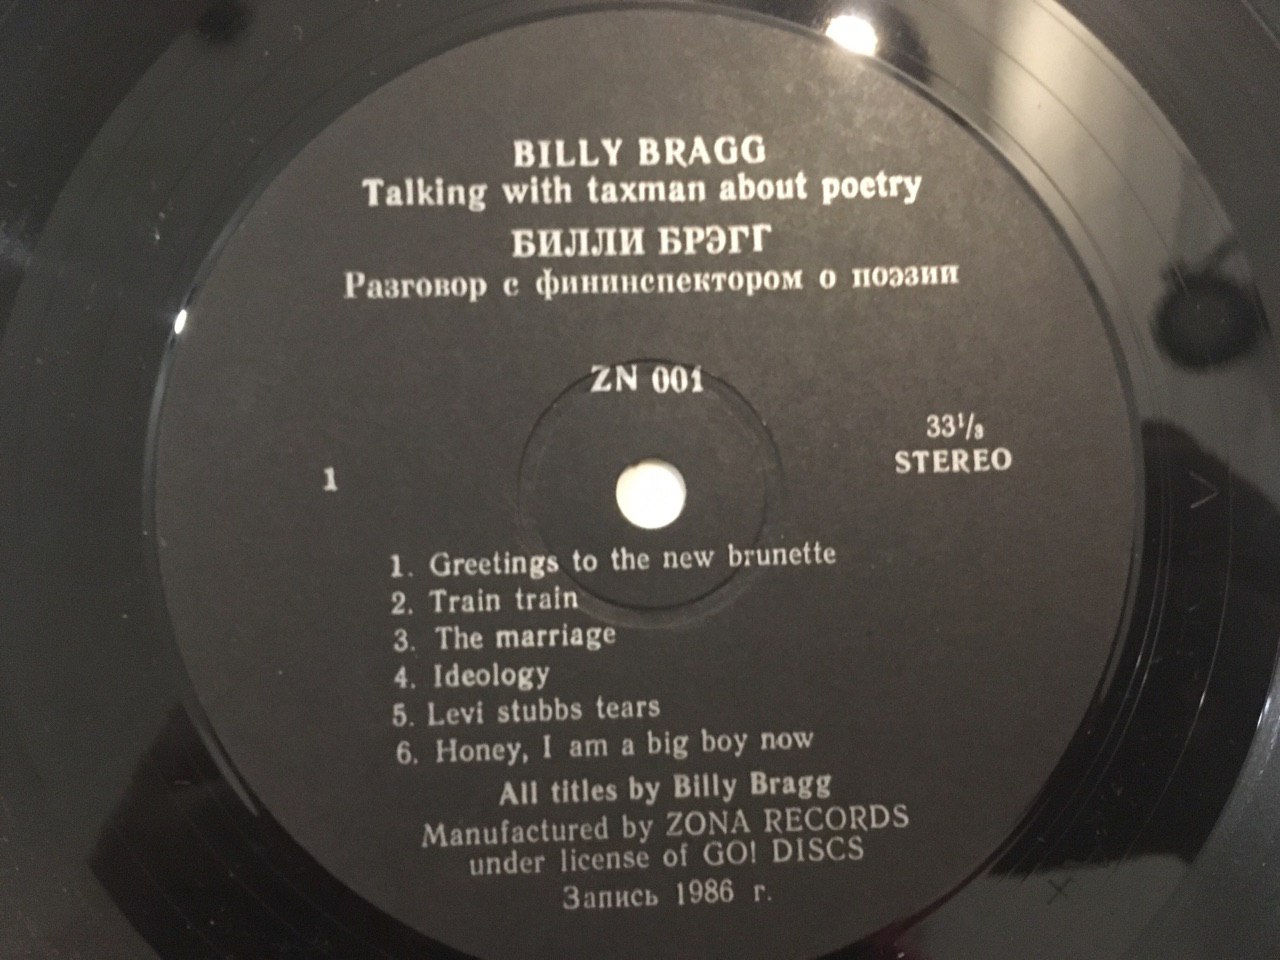 BILLY BRAGG
Talking with taxman about poetry
БИЛЛИ БРЭГГ
Разговор с фининспектором о поэзии
ZN 001
33¹/₃
STEREO
1
1. Greetings to the new brunette
2. Train train
3. The marriage
4. Ideology
5. Levi stubbs tears
6. Honey, I am a big boy now
All titles by Billy Bragg
Manufactured by ZONA RECORDS
under license of GO! DISCS
Запись 1986 г.